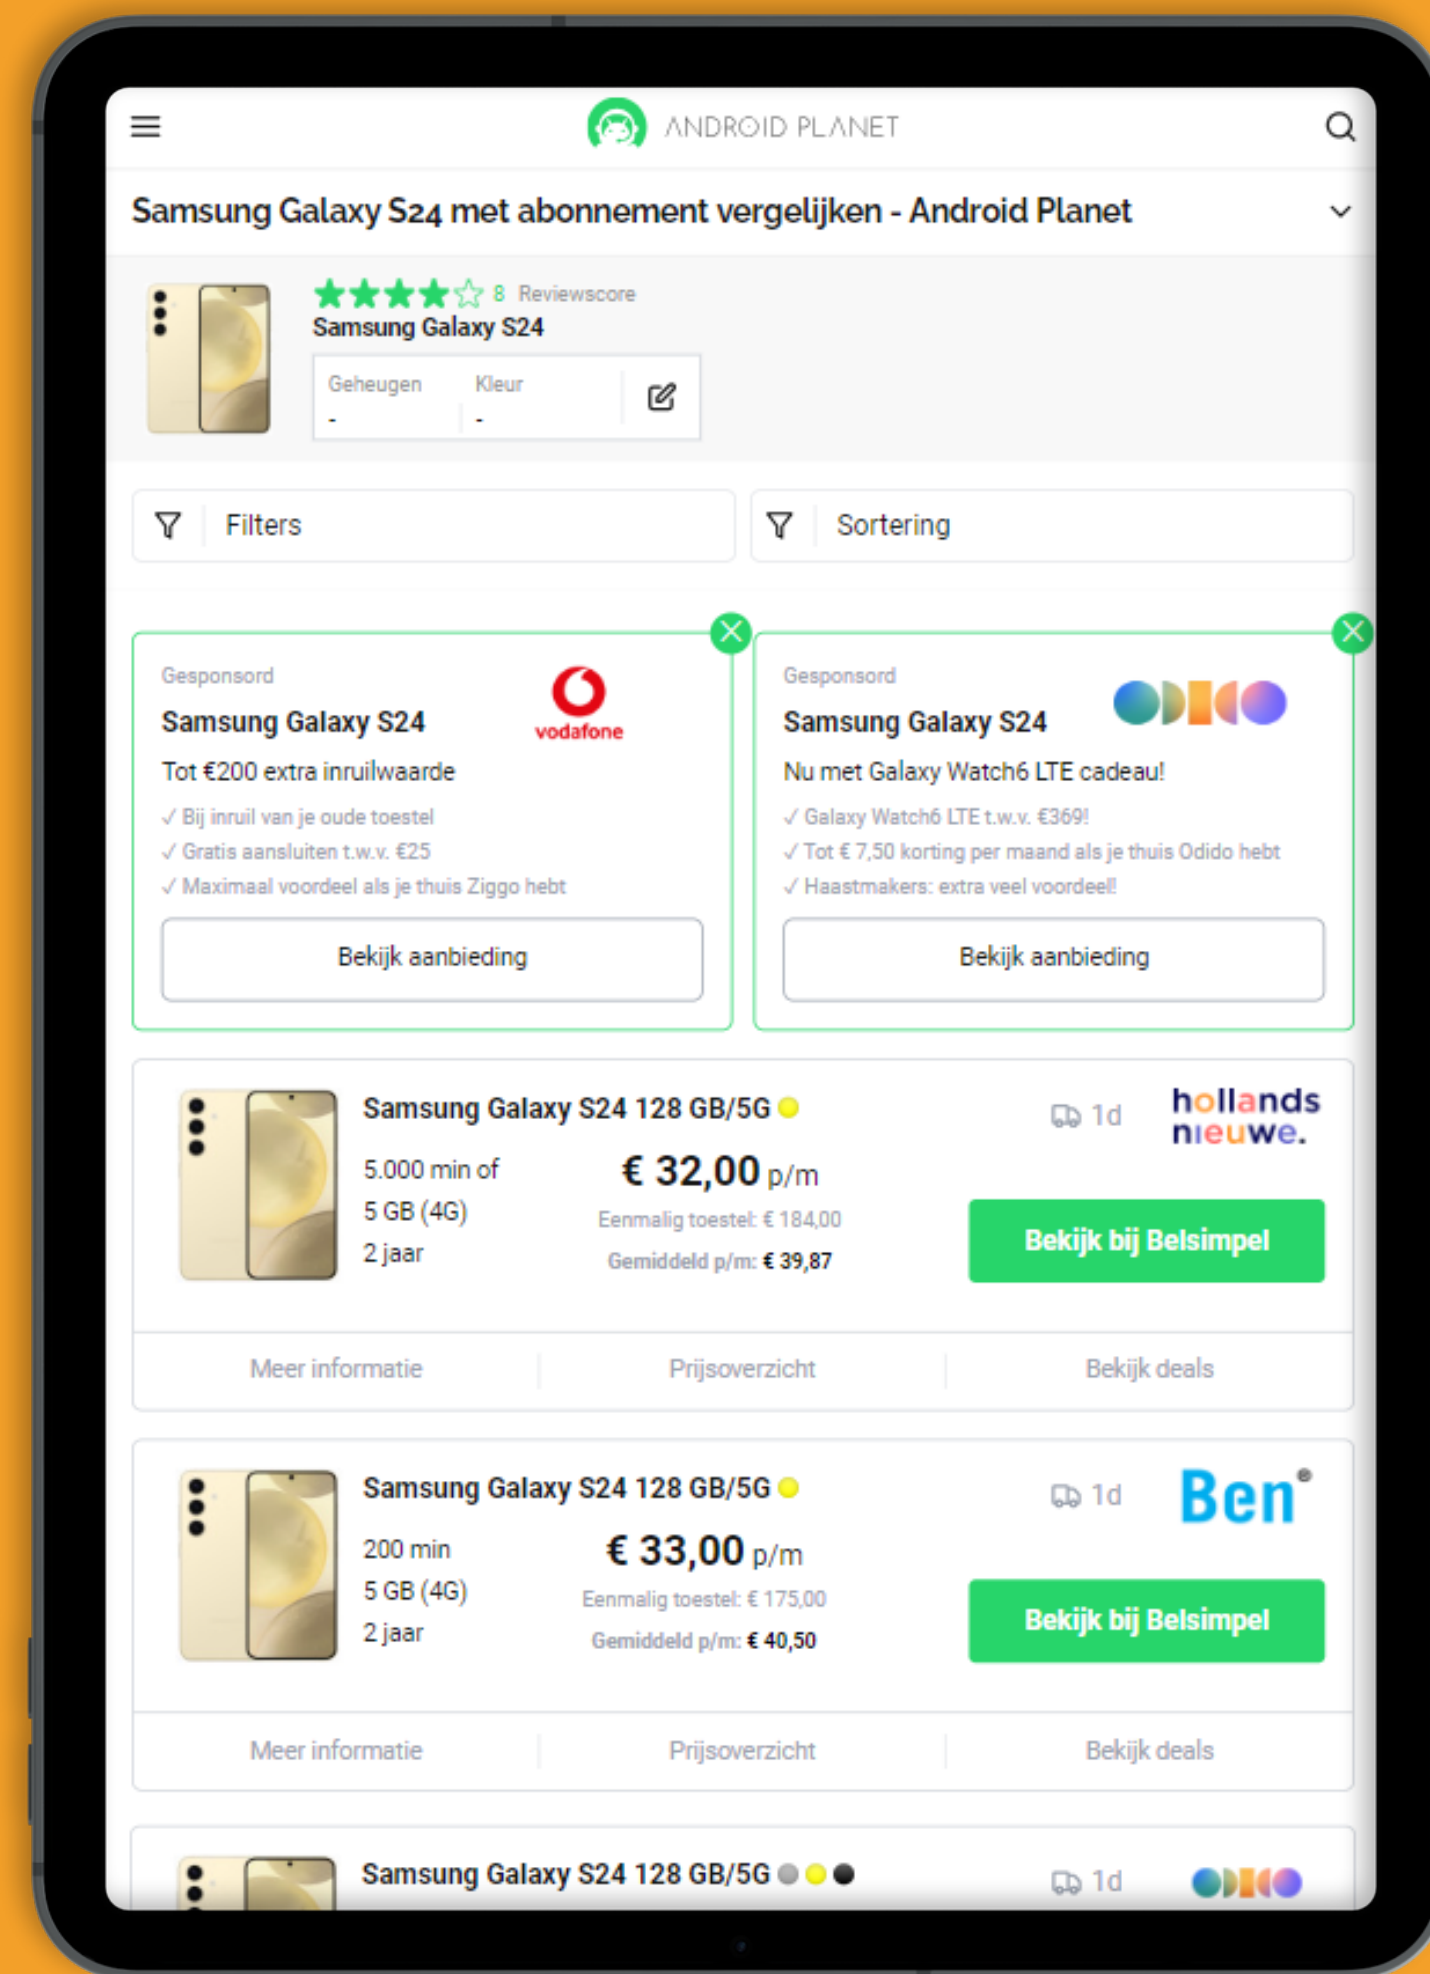 ANDROID PLANET
Samsung Galaxy S24 met abonnement vergelijken - Android Planet
8 Reviewscore
Samsung Galaxy S24
Geheugen Kleur
- -
Filters
Sortering
Gesponsord
vodafone
Samsung Galaxy S24
Tot €200 extra inruilwaarde
✓ Bij inruil van je oude toestel
✓ Gratis aansluiten t.w.v. €25
✓ Maximaal voordeel als je thuis Ziggo hebt
Bekijk aanbieding
Gesponsord
ODIDO
Samsung Galaxy S24
Nu met Galaxy Watch6 LTE cadeau!
✓ Galaxy Watch6 LTE t.w.v. €369!
✓ Tot € 7,50 korting per maand als je thuis Odido hebt
✓ Haastmakers: extra veel voordeel!
Bekijk aanbieding
Samsung Galaxy S24 128 GB/5G
1d
hollands
nieuwe.
5.000 min of
5 GB (4G)
2 jaar
€ 32,00 p/m
Eenmalig toestel: € 184,00
Gemiddeld p/m: € 39,87
Bekijk bij Belsimpel
Meer informatie Prijsoverzicht Bekijk deals
Samsung Galaxy S24 128 GB/5G
1d
Ben®
200 min
5 GB (4G)
2 jaar
€ 33,00 p/m
Eenmalig toestel: € 175,00
Gemiddeld p/m: € 40,50
Bekijk bij Belsimpel
Meer informatie Prijsoverzicht Bekijk deals
Samsung Galaxy S24 128 GB/5G
1d
ODIDO